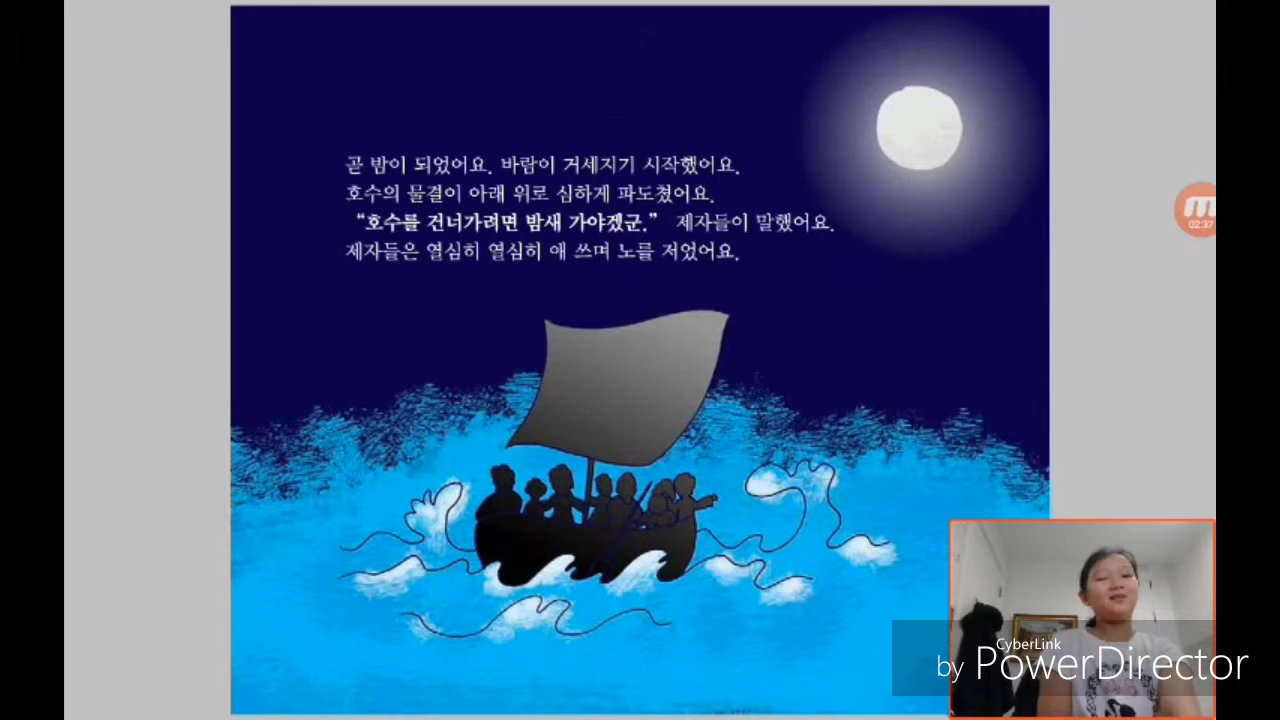 곧 밤이 되었어요. 바람이 거세지기 시작했어요.
호수의 물결이 아래 위로 심하게 파도쳤어요.
“호수를 건너가려면 밤새 가야겠군.” 제자들이 말했어요.
제자들은 열심히 열심히 애 쓰며 노를 저었어요.
02:37
CyberLink
by PowerDirector